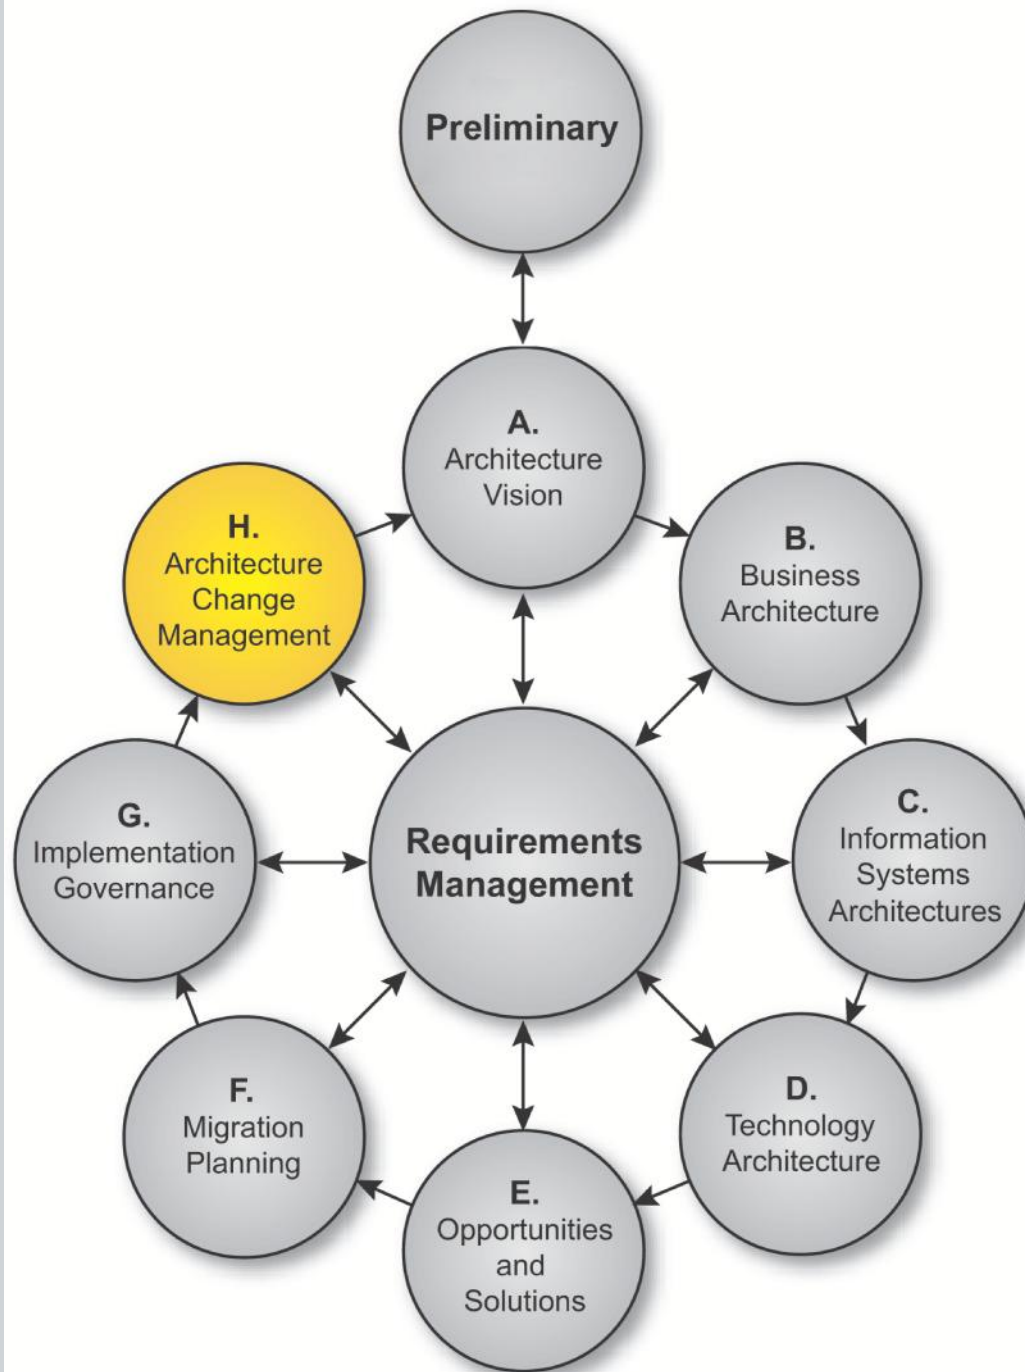 Preliminary
A.
Architecture
Vision
H.
Architecture
Change
Management
B.
Business
Architecture
G.
Implementation
Governance
Requirements
Management
C.
Information
Systems
Architectures
F.
Migration
Planning
D.
Technology
Architecture
E.
Opportunities
and
Solutions